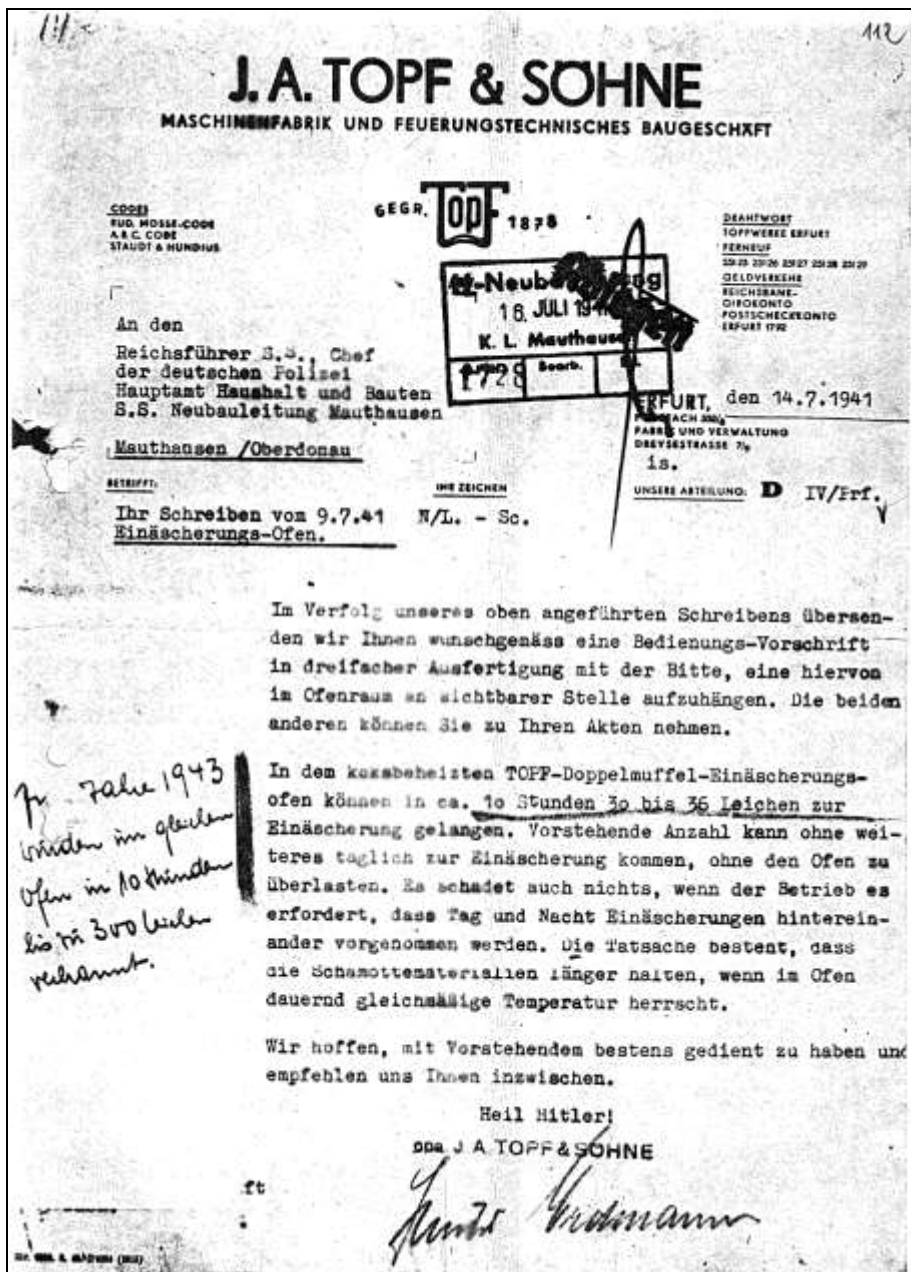 112
J. A. TOPF & SÖHNE
MASCHINENFABRIK UND FEUERUNGSTECHNISCHES BAUGESCHÄFT
CODES
RUD. MOSSE-CODE
A.B.C. CODE
STAUDT & HUNDIUS
GEGR. TOPF 1878
DRAHTWORT
TOPFWERKE ERFURT
FERNRUF
25125 25126 25127 25128 25129
GELDVERKEHR
REICHSBANK-
GIROKONTO
POSTSCHECKKONTO
ERFURT 1792
16. JULI
K. L. Mauthausen
1728
Bearb.
An den
Reichsführer S.S., Chef
der deutschen Polizei
Hauptamt Haushalt und Bauten
S.S. Neubauleitung Mauthausen
Mauthausen /Oberdonau
ERFURT, den 14.7.1941
FABRIK UND VERWALTUNG
DREYSESTRASSE
is.
BETRIFFT:
IHR ZEICHEN
UNSERE ABTEILUNG: D IV/Prf.
Ihr Schreiben vom 9.7.41 N/L. - Sc.
Einäscherungs-Ofen.
Im Verfolg unseres oben angeführten Schreibens übersen-
den wir Ihnen wunschgemäss eine Bedienungs-Vorschrift
in dreifacher Ausfertigung mit der Bitte, eine hiervon
im Ofenraum an sichtbarer Stelle aufzuhängen. Die beiden
anderen können Sie zu Ihren Akten nehmen.
In dem koksbeheizten TOPF-Doppelmuffel-Einäscherungs-
ofen können in ca. 1o Stunden 3o bis 36 Leichen zur
Einäscherung gelangen. Vorstehende Anzahl kann ohne wei-
teres täglich zur Einäscherung kommen, ohne den Ofen zu
überlasten. Es schadet auch nichts, wenn der Betrieb es
erfordert, dass Tag und Nacht Einäscherungen hinterein-
ander vorgenommen werden. Die Tatsache besteht, dass
die Schamottematerialien länger halten, wenn im Ofen
dauernd gleichmäßige Temperatur herrscht.
Jahre 1943
wurden im gleichen
Ofen in 10 Stunden
bis zu 300 Leichen
verbrannt.
Wir hoffen, mit Vorstehendem bestens gedient zu haben und
empfehlen uns Ihnen inzwischen.
Heil Hitler!
ppa J A TOPF & SÖHNE
ft
Erdmann